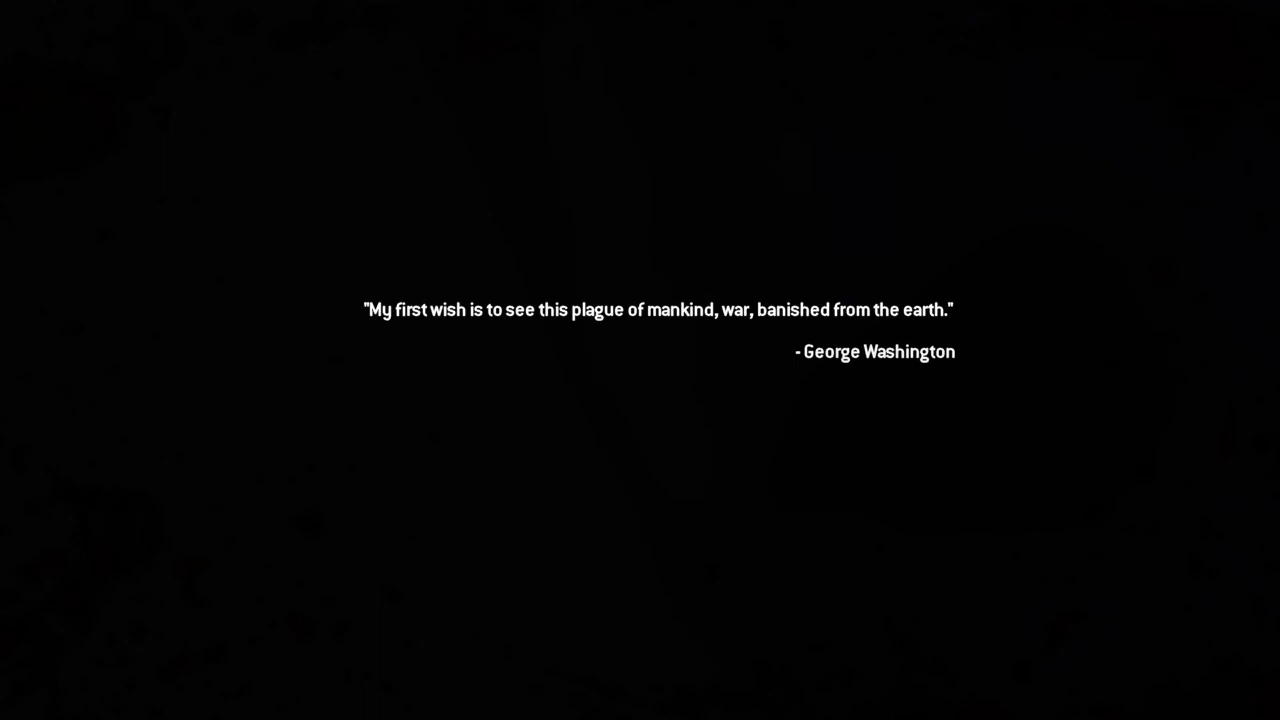 "My first wish is to see this plague of mankind, war, banished from the earth."
- George Washington